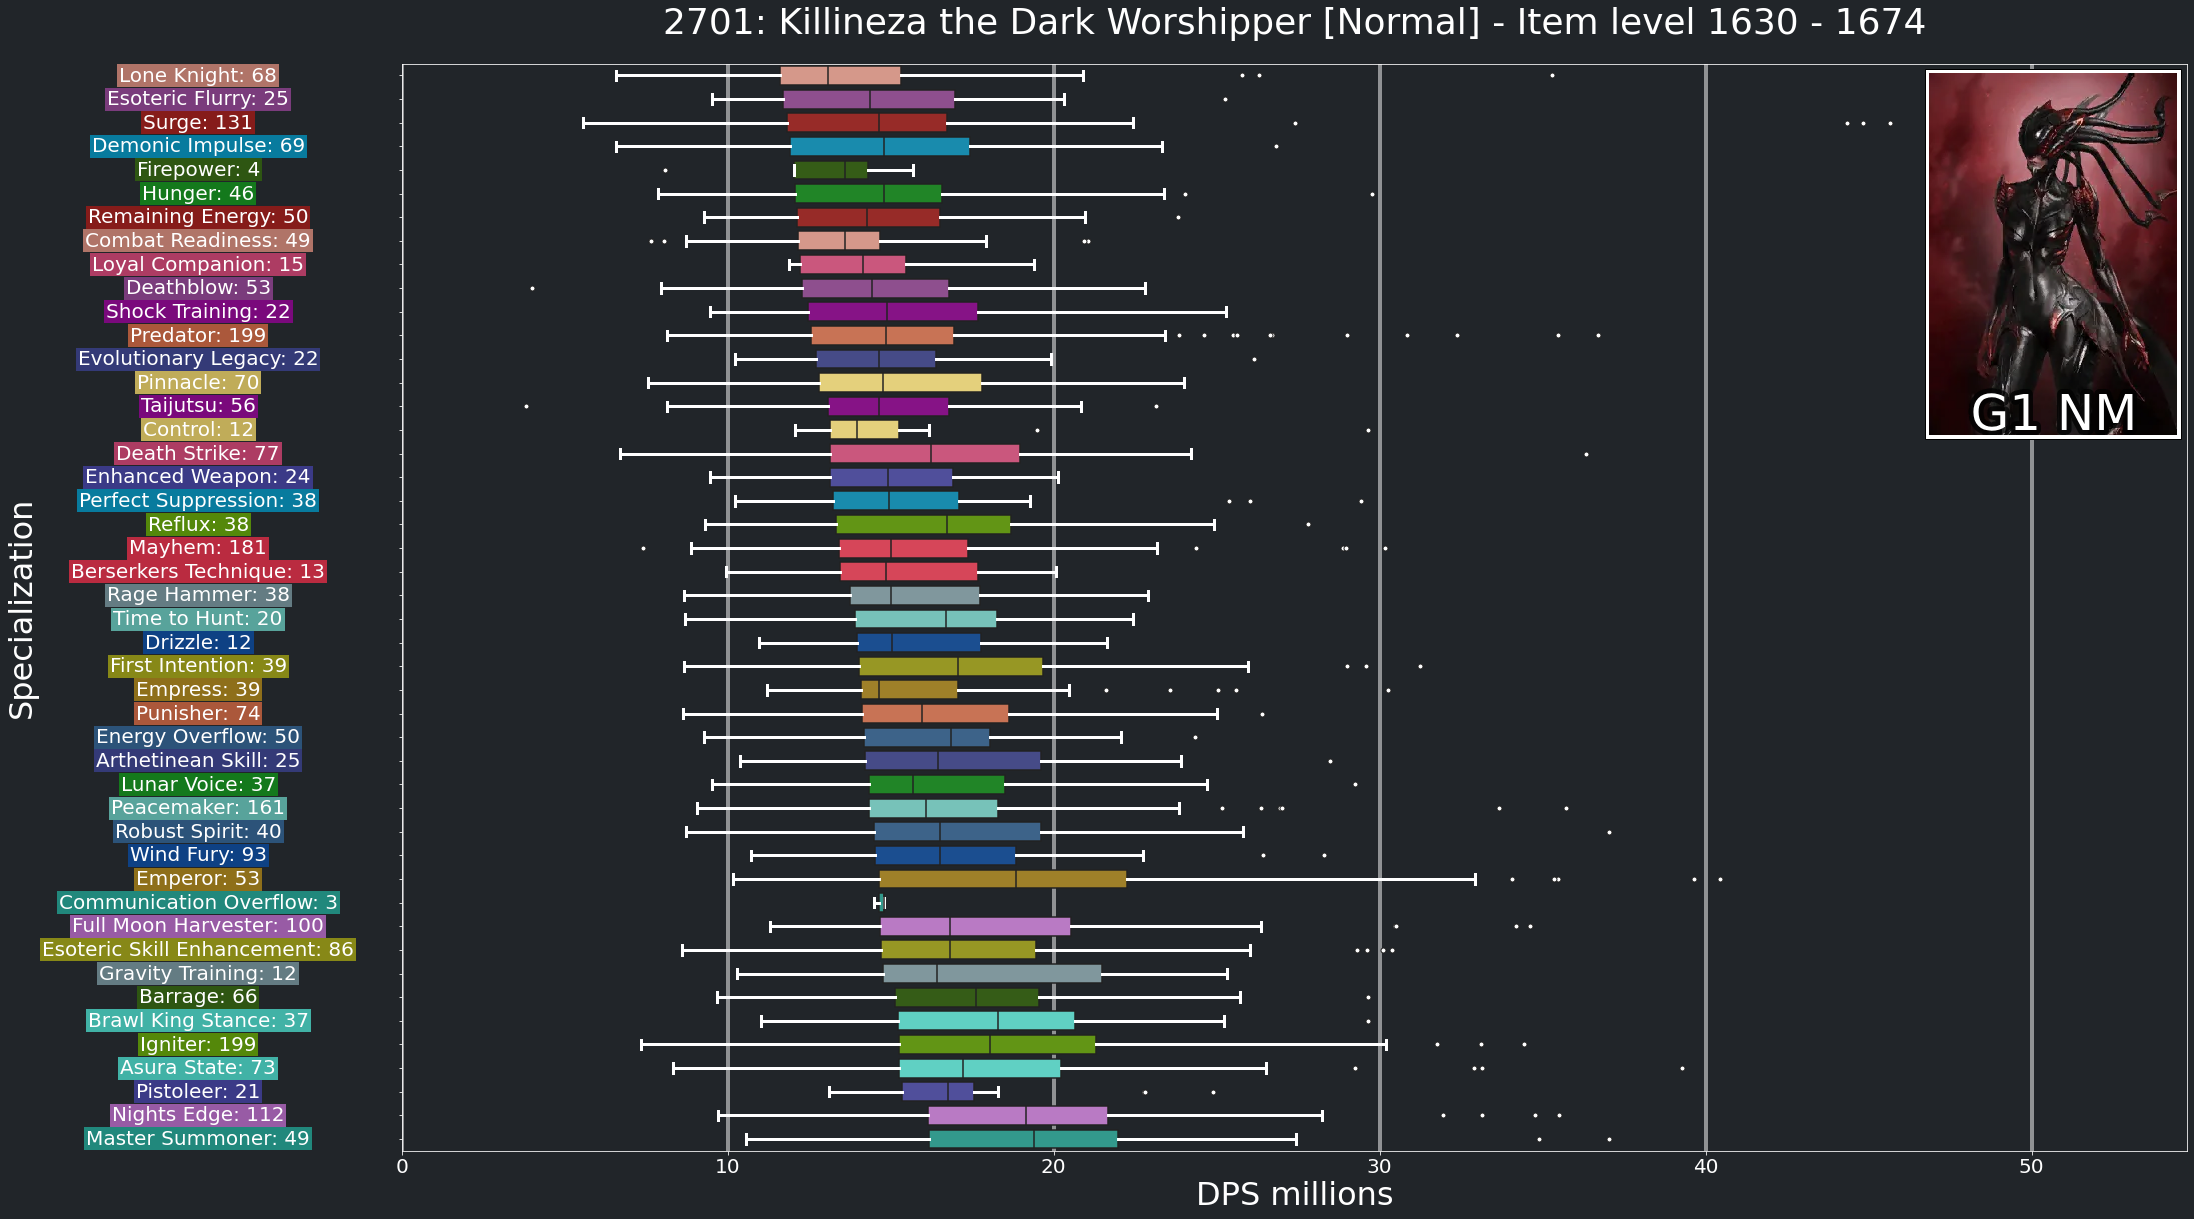 2701: Killineza the Dark Worshipper [Normal] - Item level 1630 - 1674
Lone Knight: 68
Esoteric Flurry: 25
Surge: 131
Demonic Impulse: 69
Firepower: 4
Hunger: 46
Remaining Energy: 50
Combat Readiness: 49
Loyal Companion: 15
Deathblow: 53
Shock Training: 22
Predator: 199
Evolutionary Legacy: 22
Pinnacle: 70
Taijutsu: 56
Control: 12
Death Strike: 77
Enhanced Weapon: 24
Perfect Suppression: 38
Reflux: 38
Mayhem: 181
Berserkers Technique: 13
Rage Hammer: 38
Time to Hunt: 20
Drizzle: 12
First Intention: 39
Empress: 39
Punisher: 74
Energy Overflow: 50
Arthetinean Skill: 25
Lunar Voice: 37
Peacemaker: 161
Robust Spirit: 40
Wind Fury: 93
Emperor: 53
Communication Overflow: 3
Full Moon Harvester: 100
Esoteric Skill Enhancement: 86
Gravity Training: 12
Barrage: 66
Brawl King Stance: 37
Igniter: 199
Asura State: 73
Pistoleer: 21
Nights Edge: 112
Master Summoner: 49
Specialization
G1 NM
0 10 20 30 40 50
DPS millions